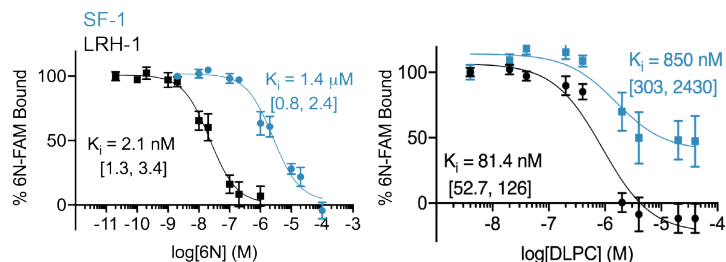 SF-1
LRH-1
% 6N-FAM Bound
100
50
0
Ki = 1.4 μM
[0.8, 2.4]
Ki = 2.1 nM
[1.3, 3.4]
-11 -10 -9 -8 -7 -6 -5 -4 -3
log[6N] (M)
% 6N-FAM Bound
100
50
0
Ki = 850 nM
[303, 2430]
Ki = 81.4 nM
[52.7, 126]
-8 -7 -6 -5 -4
log[DLPC] (M)